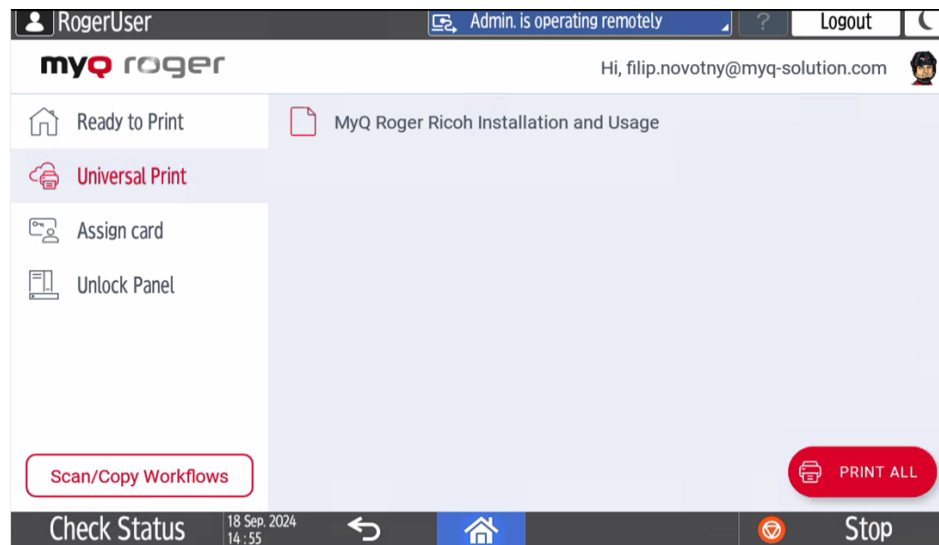 RogerUser
Admin. is operating remotely
?
Logout
myQ roger
Hi, filip.novotny@myq-solution.com
Ready to Print
MyQ Roger Ricoh Installation and Usage
Universal Print
Assign card
Unlock Panel
Scan/Copy Workflows
PRINT ALL
Check Status
18 Sep. 2024
14 : 55
Stop